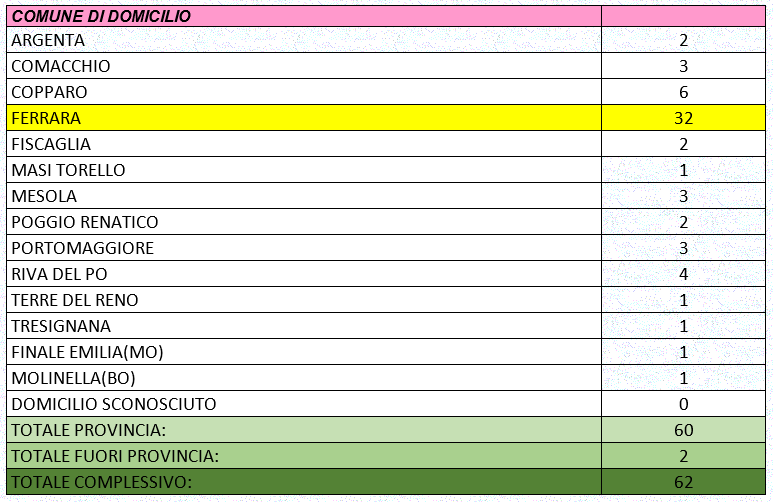 COMUNE DI DOMICILIO
ARGENTA 2
COMACCHIO 3
COPPARO 6
FERRARA 32
FISCAGLIA 2
MASI TORELLO 1
MESOLA 3
POGGIO RENATICO 2
PORTOMAGGIORE 3
RIVA DEL PO 4
TERRE DEL RENO 1
TRESIGNANA 1
FINALE EMILIA(MO) 1
MOLINELLA(BO) 1
DOMICILIO SCONOSCIUTO 0
TOTALE PROVINCIA: 60
TOTALE FUORI PROVINCIA: 2
TOTALE COMPLESSIVO: 62